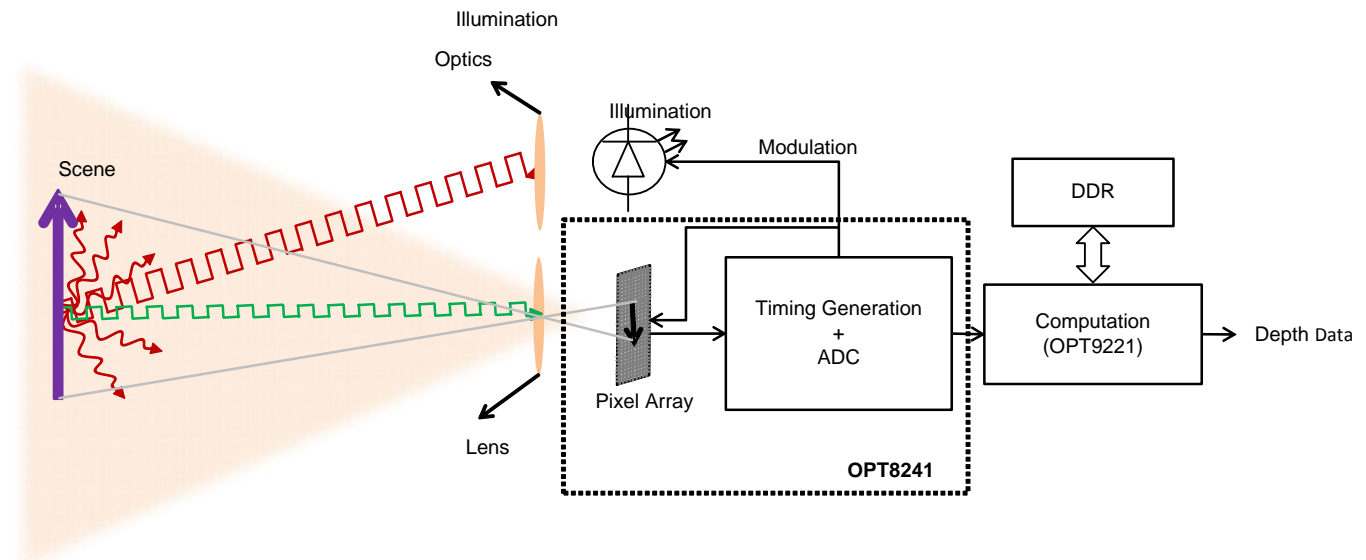 Illumination
Optics
Illumination
Modulation
Scene
DDR
Timing Generation
+
ADC
Computation
(OPT9221)
Depth Data
Pixel Array
Lens
OPT8241